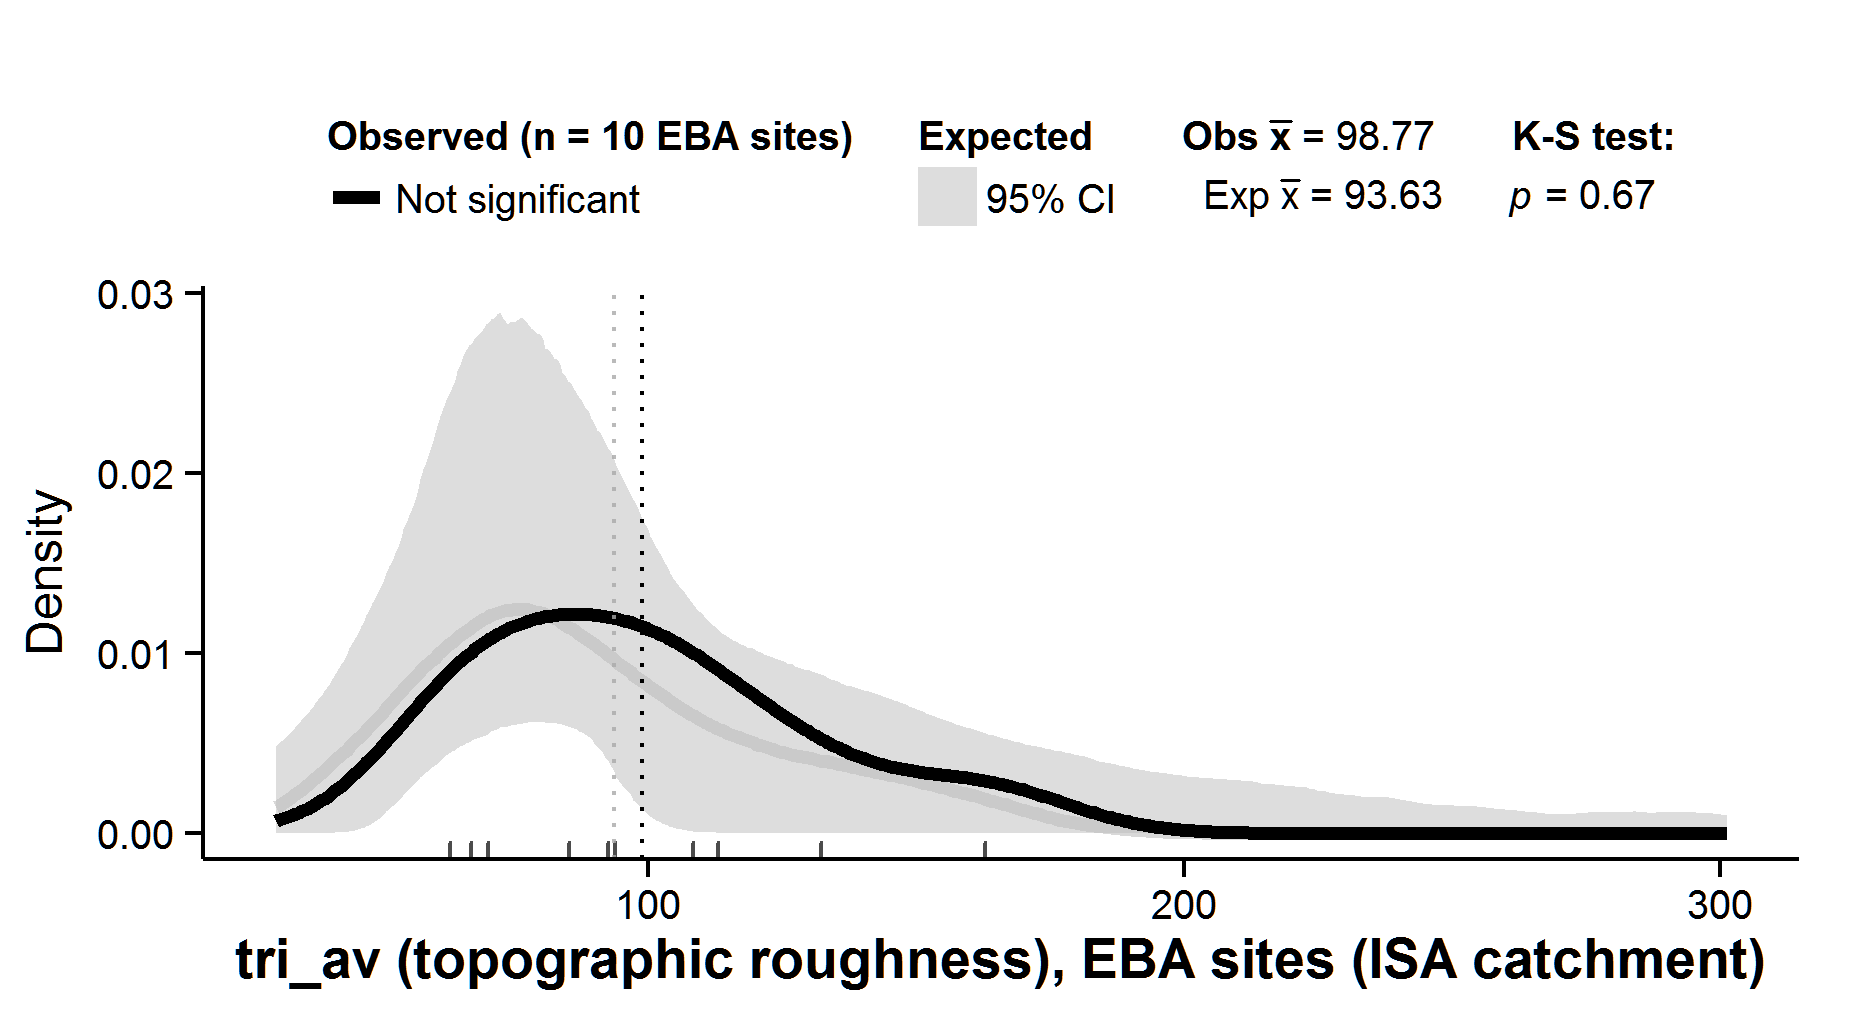 Observed (n = 10 EBA sites) Expected Obs x̅ = 98.77 K-S test:
Not significant 95% CI Exp x̅ = 93.63 p = 0.67
0.03
0.02
0.01
0.00
Density
100 200 300
tri_av (topographic roughness), EBA sites (ISA catchment)